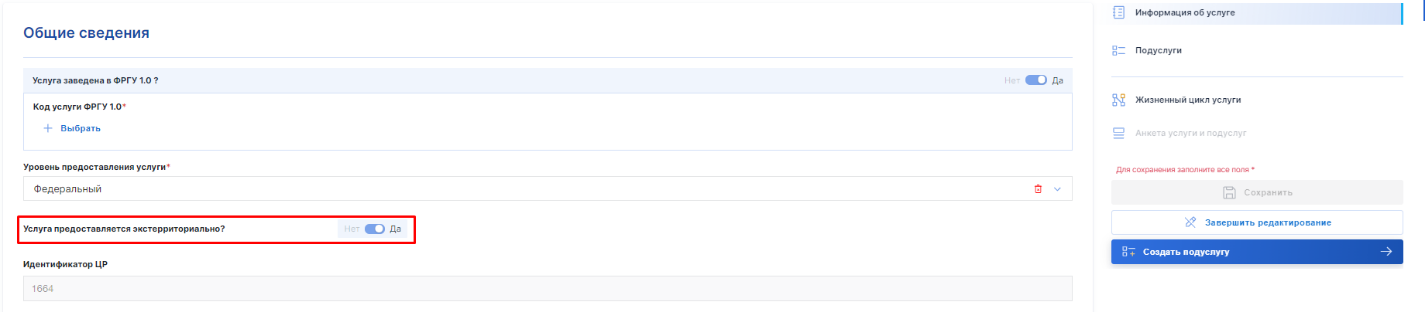 Общие сведения
Услуга заведена в ФРГУ 1.0 ?
Нет Да
Код услуги ФРГУ 1.0*
+ Выбрать
Уровень предоставления услуги*
Федеральный
Услуга предоставляется экстерриториально?
Нет Да
Идентификатор ЦР
1664
Информация об услуге
Подуслуги
Жизненный цикл услуги
Анкета услуги и подуслуг
Для сохранения заполните все поля *
Сохранить
Завершить редактирование
Создать подуслугу